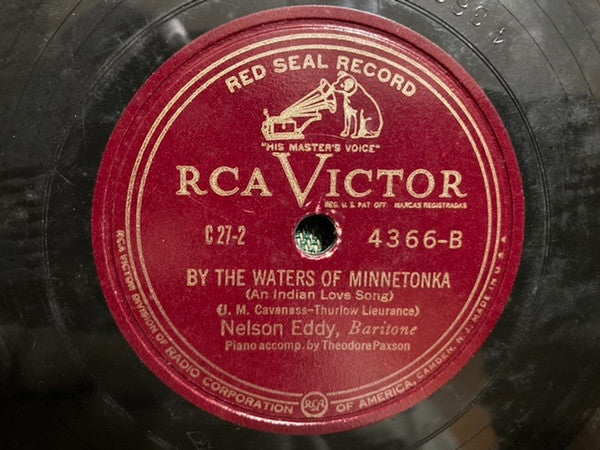 RED SEAL RECORD
"HIS MASTER'S VOICE"
RCA VICTOR
REG. U. S. PAT OFF. MARCAS REGISTRADAS
C 27-2
4366-B
BY THE WATERS OF MINNETONKA
(An Indian Love Song)
(J. M. Cavanass-Thurlow Lieurance)
Nelson Eddy, Baritone
Piano accomp. by Theodore Paxson
RCA VICTOR DIVISION OF RADIO CORPORATION OF AMERICA, CAMDEN, N. J. MADE IN U. S. A.
RCA